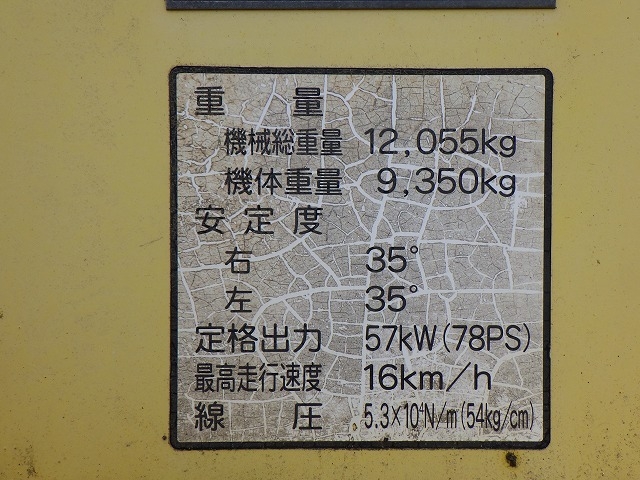 重量
機械総重量 12,055kg
機体重量 9,350kg
安定度
右 35°
左 35°
定格出力 57kW(78PS)
最高走行速度 16km/h
線圧 5.3×10⁴N/m(54kg/cm)